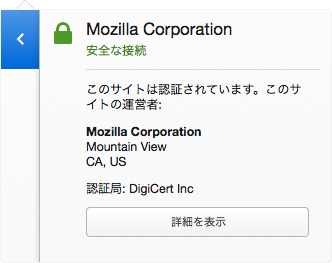 Mozilla Corporation
安全な接続
このサイトは認証されています。このサ
イトの運営者:
Mozilla Corporation
Mountain View
CA, US
認証局: DigiCert Inc
詳細を表示